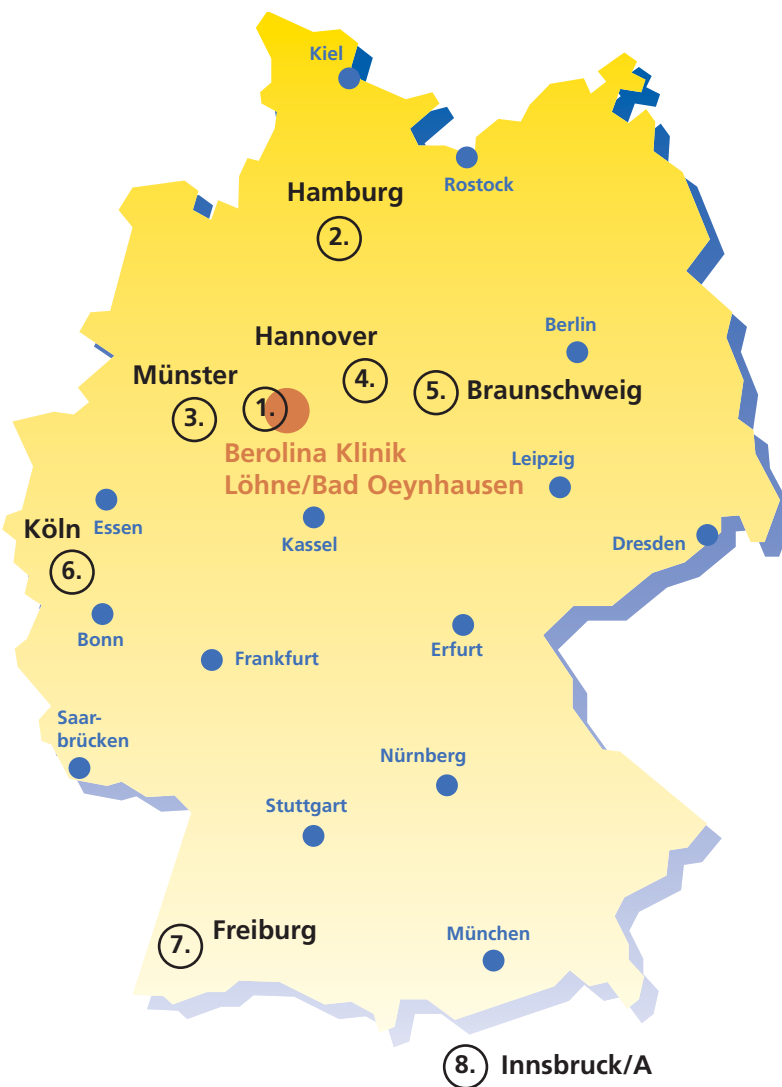 Kiel
Rostock
Hamburg
2.
Berlin
Hannover
4.
Münster
3.
1.
5. Braunschweig
Berolina Klinik
Löhne/Bad Oeynhausen
Leipzig
Essen
Kassel
Dresden
Köln
6.
Bonn
Frankfurt
Erfurt
Saar-
brücken
Nürnberg
Stuttgart
7. Freiburg
München
8. Innsbruck/A